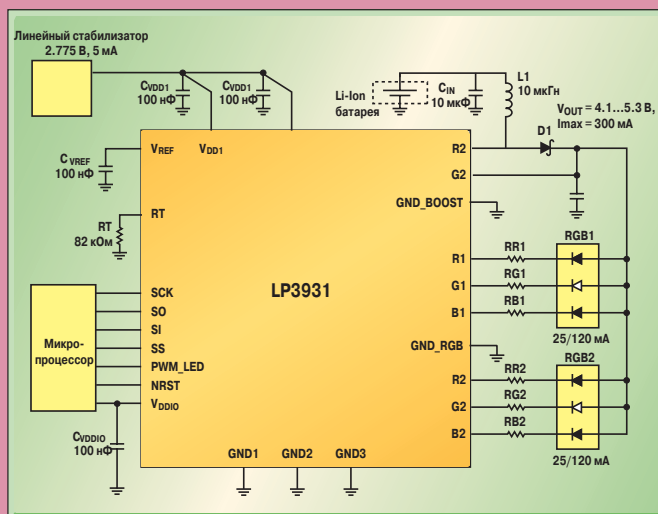 Линейный стабилизатор
2.775 В, 5 мА
CVDD1
100 нФ
CVDD1
100 нФ
Li-Ion
батарея
CIN
10 мкФ
L1
10 мкГн
VOUT = 4.1...5.3 В,
Imax = 300 мА
D1
CVREF
100 нФ
RT
82 кОм
VREF
VDD1
RT
LP3931
R2
G2
GND_BOOST
R1
G1
B1
GND_RGB
R2
G2
B2
RR1
RG1
RB1
RGB1
25/120 мА
RR2
RG2
RB2
RGB2
25/120 мА
Микро-
процессор
SCK
SO
SI
SS
PWM_LED
NRST
VDDIO
CVDDIO
100 нФ
GND1
GND2
GND3